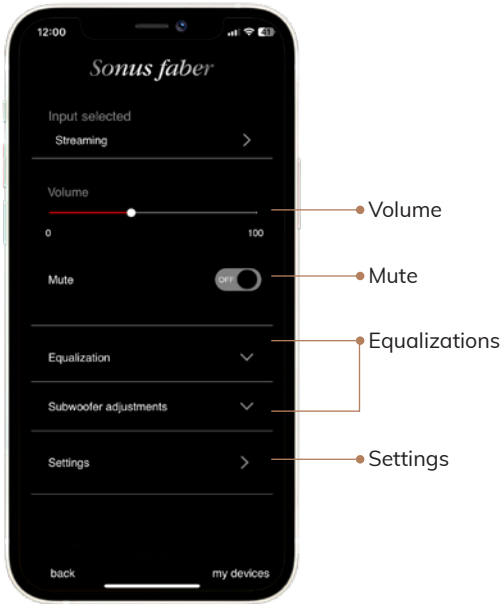 12:00
41
Sonus faber
Input selected
Streaming
Volume
0 100
Mute OFF
Equalization
Subwoofer adjustments
Settings
back my devices
Volume
Mute
Equalizations
Settings